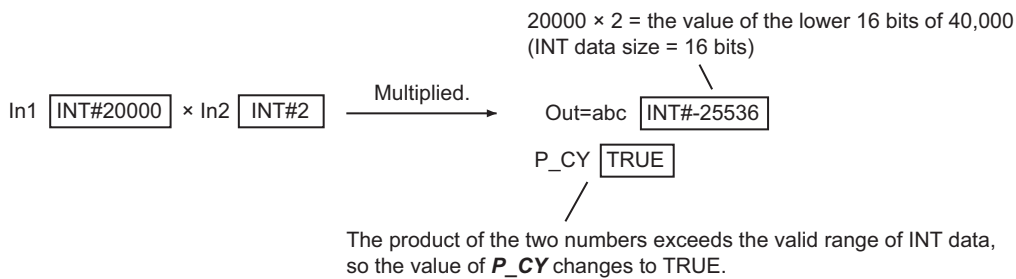 20000 × 2 = the value of the lower 16 bits of 40,000
(INT data size = 16 bits)
In1 INT#20000 × In2 INT#2 Multiplied. Out=abc INT#-25536
P_CY TRUE
The product of the two numbers exceeds the valid range of INT data,
so the value of P_CY changes to TRUE.